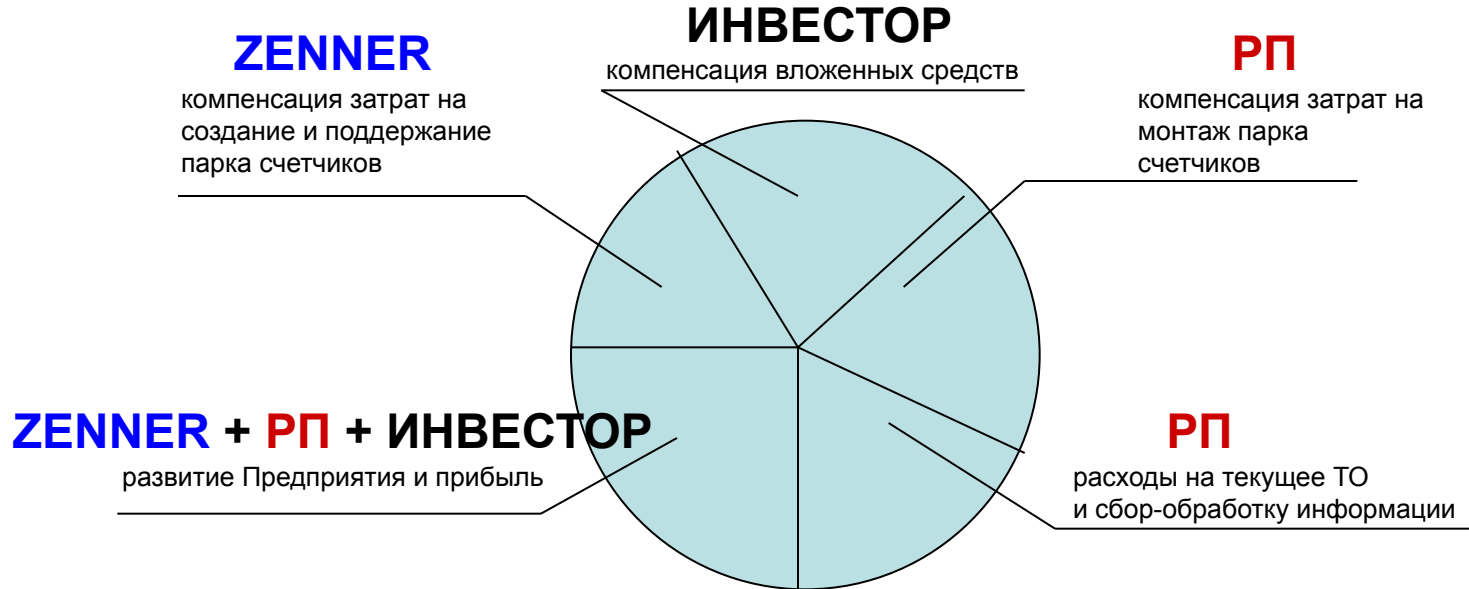 ИНВЕСТОР
компенсация вложенных средств
ZENNER
компенсация затрат на
создание и поддержание
парка счетчиков
РП
компенсация затрат на
монтаж парка
счетчиков
ZENNER + РП + ИНВЕСТОР
развитие Предприятия и прибыль
РП
расходы на текущее ТО
и сбор-обработку информации